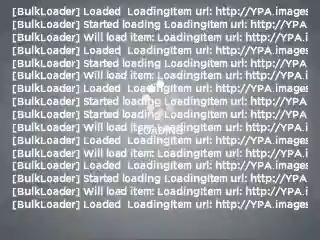 [BulkLoader] Loaded LoadingItem url: http://YPA.images
[BulkLoader] Started loading LoadingItem url: http://YPA
[BulkLoader] Will load item: LoadingItem url: http://YPA.i
[BulkLoader] Loaded LoadingItem url: http://YPA.images
[BulkLoader] Started loading LoadingItem url: http://YPA
[BulkLoader] Will load item: LoadingItem url: http://YPA.i
[BulkLoader] Loaded LoadingItem url: http://YPA.images
[BulkLoader] Started loading LoadingItem url: http://YPA
[BulkLoader] Started loading LoadingItem url: http://YPA
[BulkLoader] Will load item: LoadingItem url: http://YPA.i
LOADING
[BulkLoader] Loaded LoadingItem url: http://YPA.images
[BulkLoader] Will load item: LoadingItem url: http://YPA.i
[BulkLoader] Loaded LoadingItem url: http://YPA.images
[BulkLoader] Started loading LoadingItem url: http://YPA
[BulkLoader] Will load item: LoadingItem url: http://YPA.i
[BulkLoader] Loaded LoadingItem url: http://YPA.images